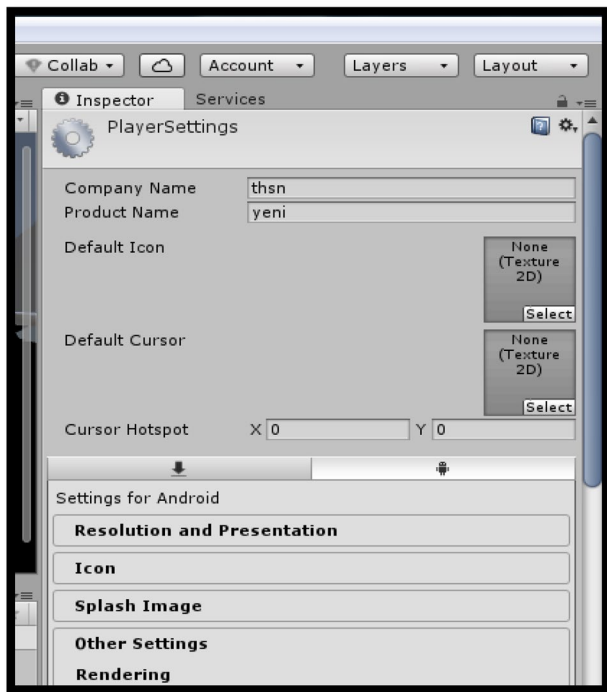 Collab Account Layers Layout
Inspector Services
PlayerSettings
Company Name thsn
Product Name yeni
Default Icon None
(Texture
2D)
Select
Default Cursor None
(Texture
2D)
Select
Cursor Hotspot X 0 Y 0
Settings for Android
Resolution and Presentation
Icon
Splash Image
Other Settings
Rendering